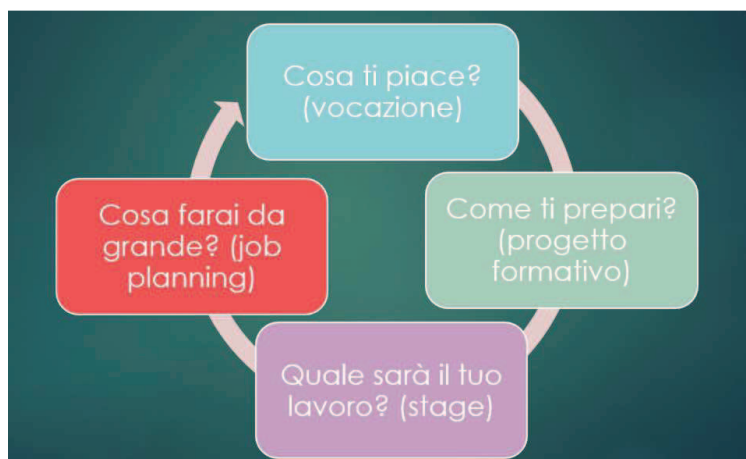 Cosa ti piace?
(vocazione)
Come ti prepari?
(progetto
formativo)
Quale sarà il tuo
lavoro? (stage)
Cosa farai da
grande? (job
planning)